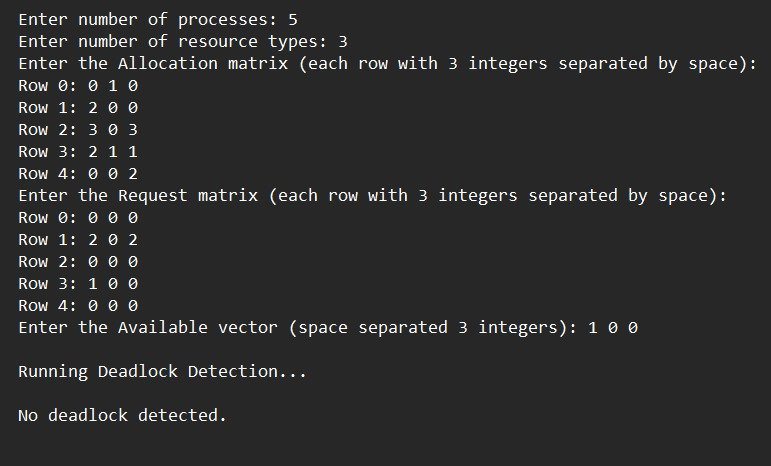 Enter number of processes: 5
Enter number of resource types: 3
Enter the Allocation matrix (each row with 3 integers separated by space):
Row 0: 0 1 0
Row 1: 2 0 0
Row 2: 3 0 3
Row 3: 2 1 1
Row 4: 0 0 2
Enter the Request matrix (each row with 3 integers separated by space):
Row 0: 0 0 0
Row 1: 2 0 2
Row 2: 0 0 0
Row 3: 1 0 0
Row 4: 0 0 0
Enter the Available vector (space separated 3 integers): 1 0 0
Running Deadlock Detection...
No deadlock detected.